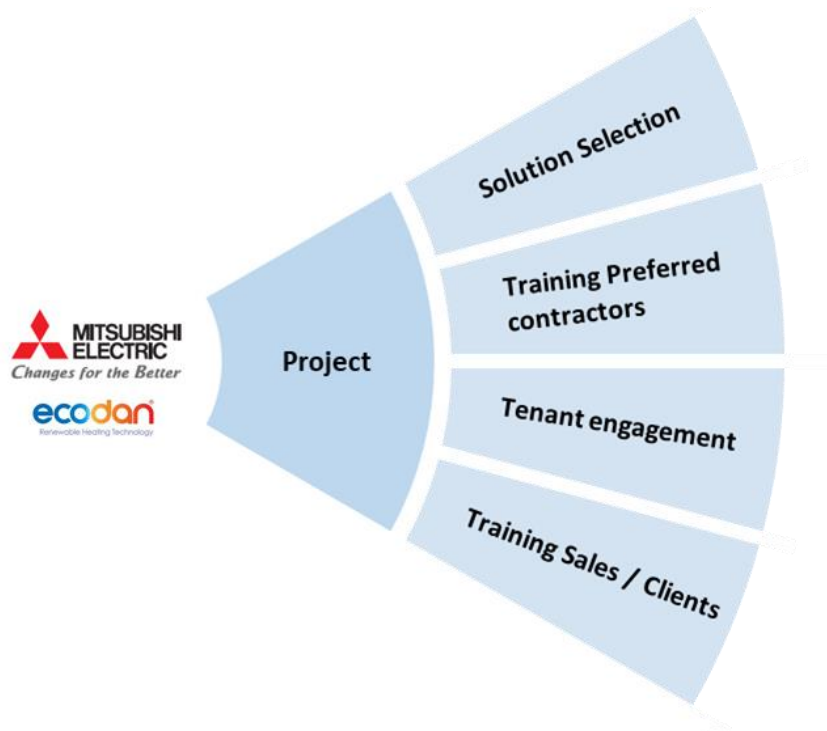 MITSUBISHI
ELECTRIC
Changes for the Better
ecodan
Renewable Heating Technology
Project
Solution Selection
Training Preferred
contractors
Tenant engagement
Training Sales / Clients